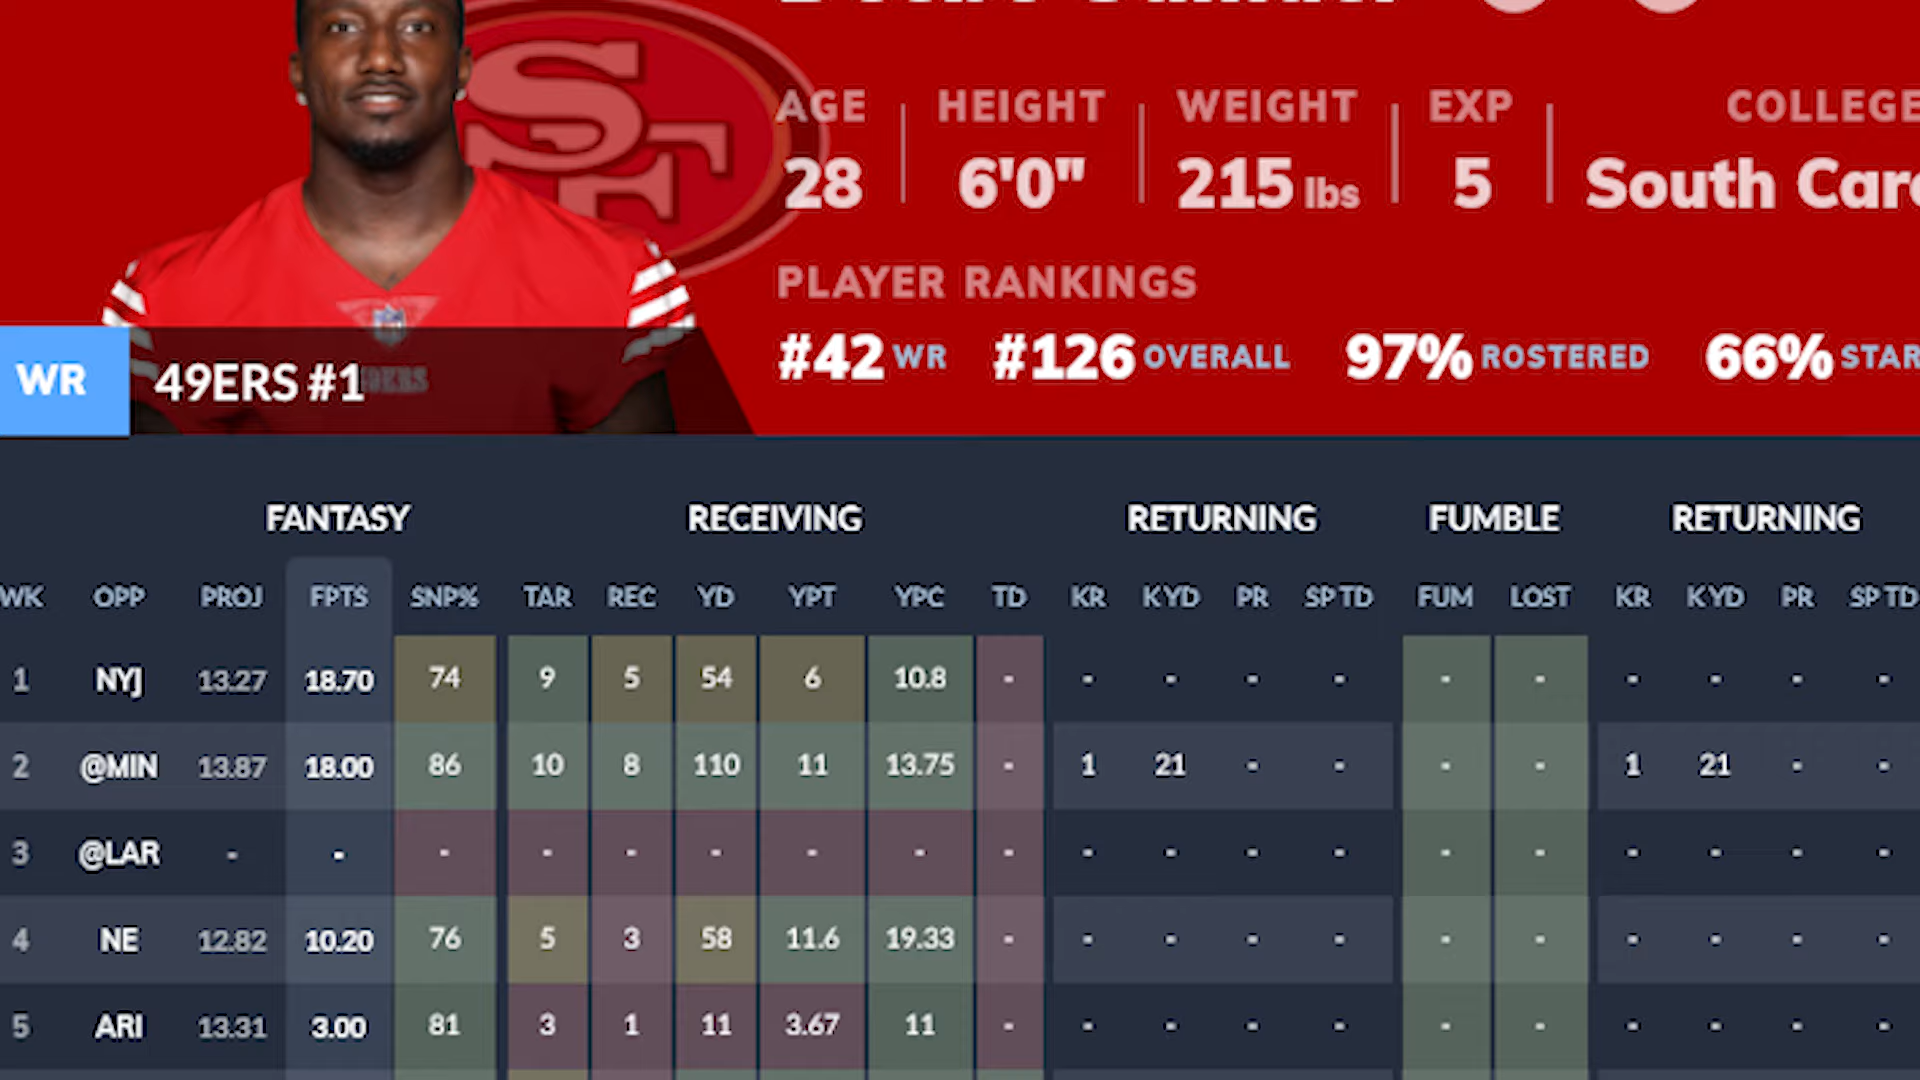 SF
AGE HEIGHT WEIGHT EXP COLLEGE
28 6'0" 215 lbs 5 South
PLAYER RANKINGS
#42 WR #126 OVERALL 97% ROSTERED 66%
WR 49ERS #1
FANTASY RECEIVING RETURNING FUMBLE RETURNING
WK OPP PROJ FPTS SNP% TAR REC YD YPT YPC TD KR KYD PR SP TD FUM LOST KR KYD PR SP TD
1 NYJ 13.27 18.70 74 9 5 54 6 10.8 - - - - - - - - - - -
2 @MIN 13.87 18.00 86 10 8 110 11 13.75 - 1 21 - - - - 1 21 - -
3 @LAR - - - - - - - - - - - - - - - - - - -
4 NE 12.82 10.20 76 5 3 58 11.6 19.33 - - - - - - - - - - -
5 ARI 13.31 3.00 81 3 1 11 3.67 11 - - - - - - - - - - -